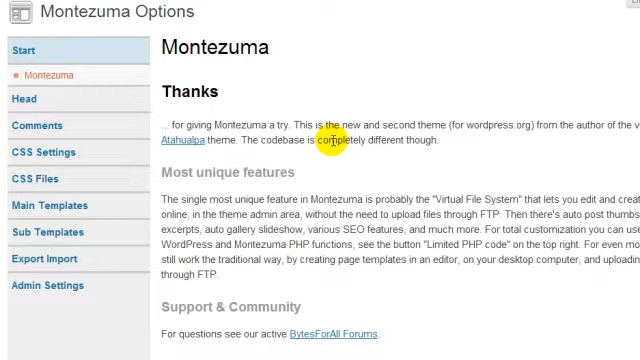 Montezuma Options
Start
Montezuma
Head
Comments
CSS Settings
CSS Files
Main Templates
Sub Templates
Export Import
Admin Settings
Montezuma
Thanks
... for giving Montezuma a try. This is the new and second theme (for wordpress.org) from the author of the
Atahualpa theme. The codebase is completely different though.
Most unique features
The single most unique feature in Montezuma is probably the "Virtual File System" that lets you edit and
online, in the theme admin area, without the need to upload files through FTP. Then there's auto post
excerpts, auto gallery slideshow, various SEO features, and much more. For total customization you can
WordPress and Montezuma PHP functions, see the button "Limited PHP code" on the top right. For even
still work the traditional way, by creating page templates in an editor, on your desktop computer, and
through FTP.
Support & Community
For questions see our active BytesForAll Forums.